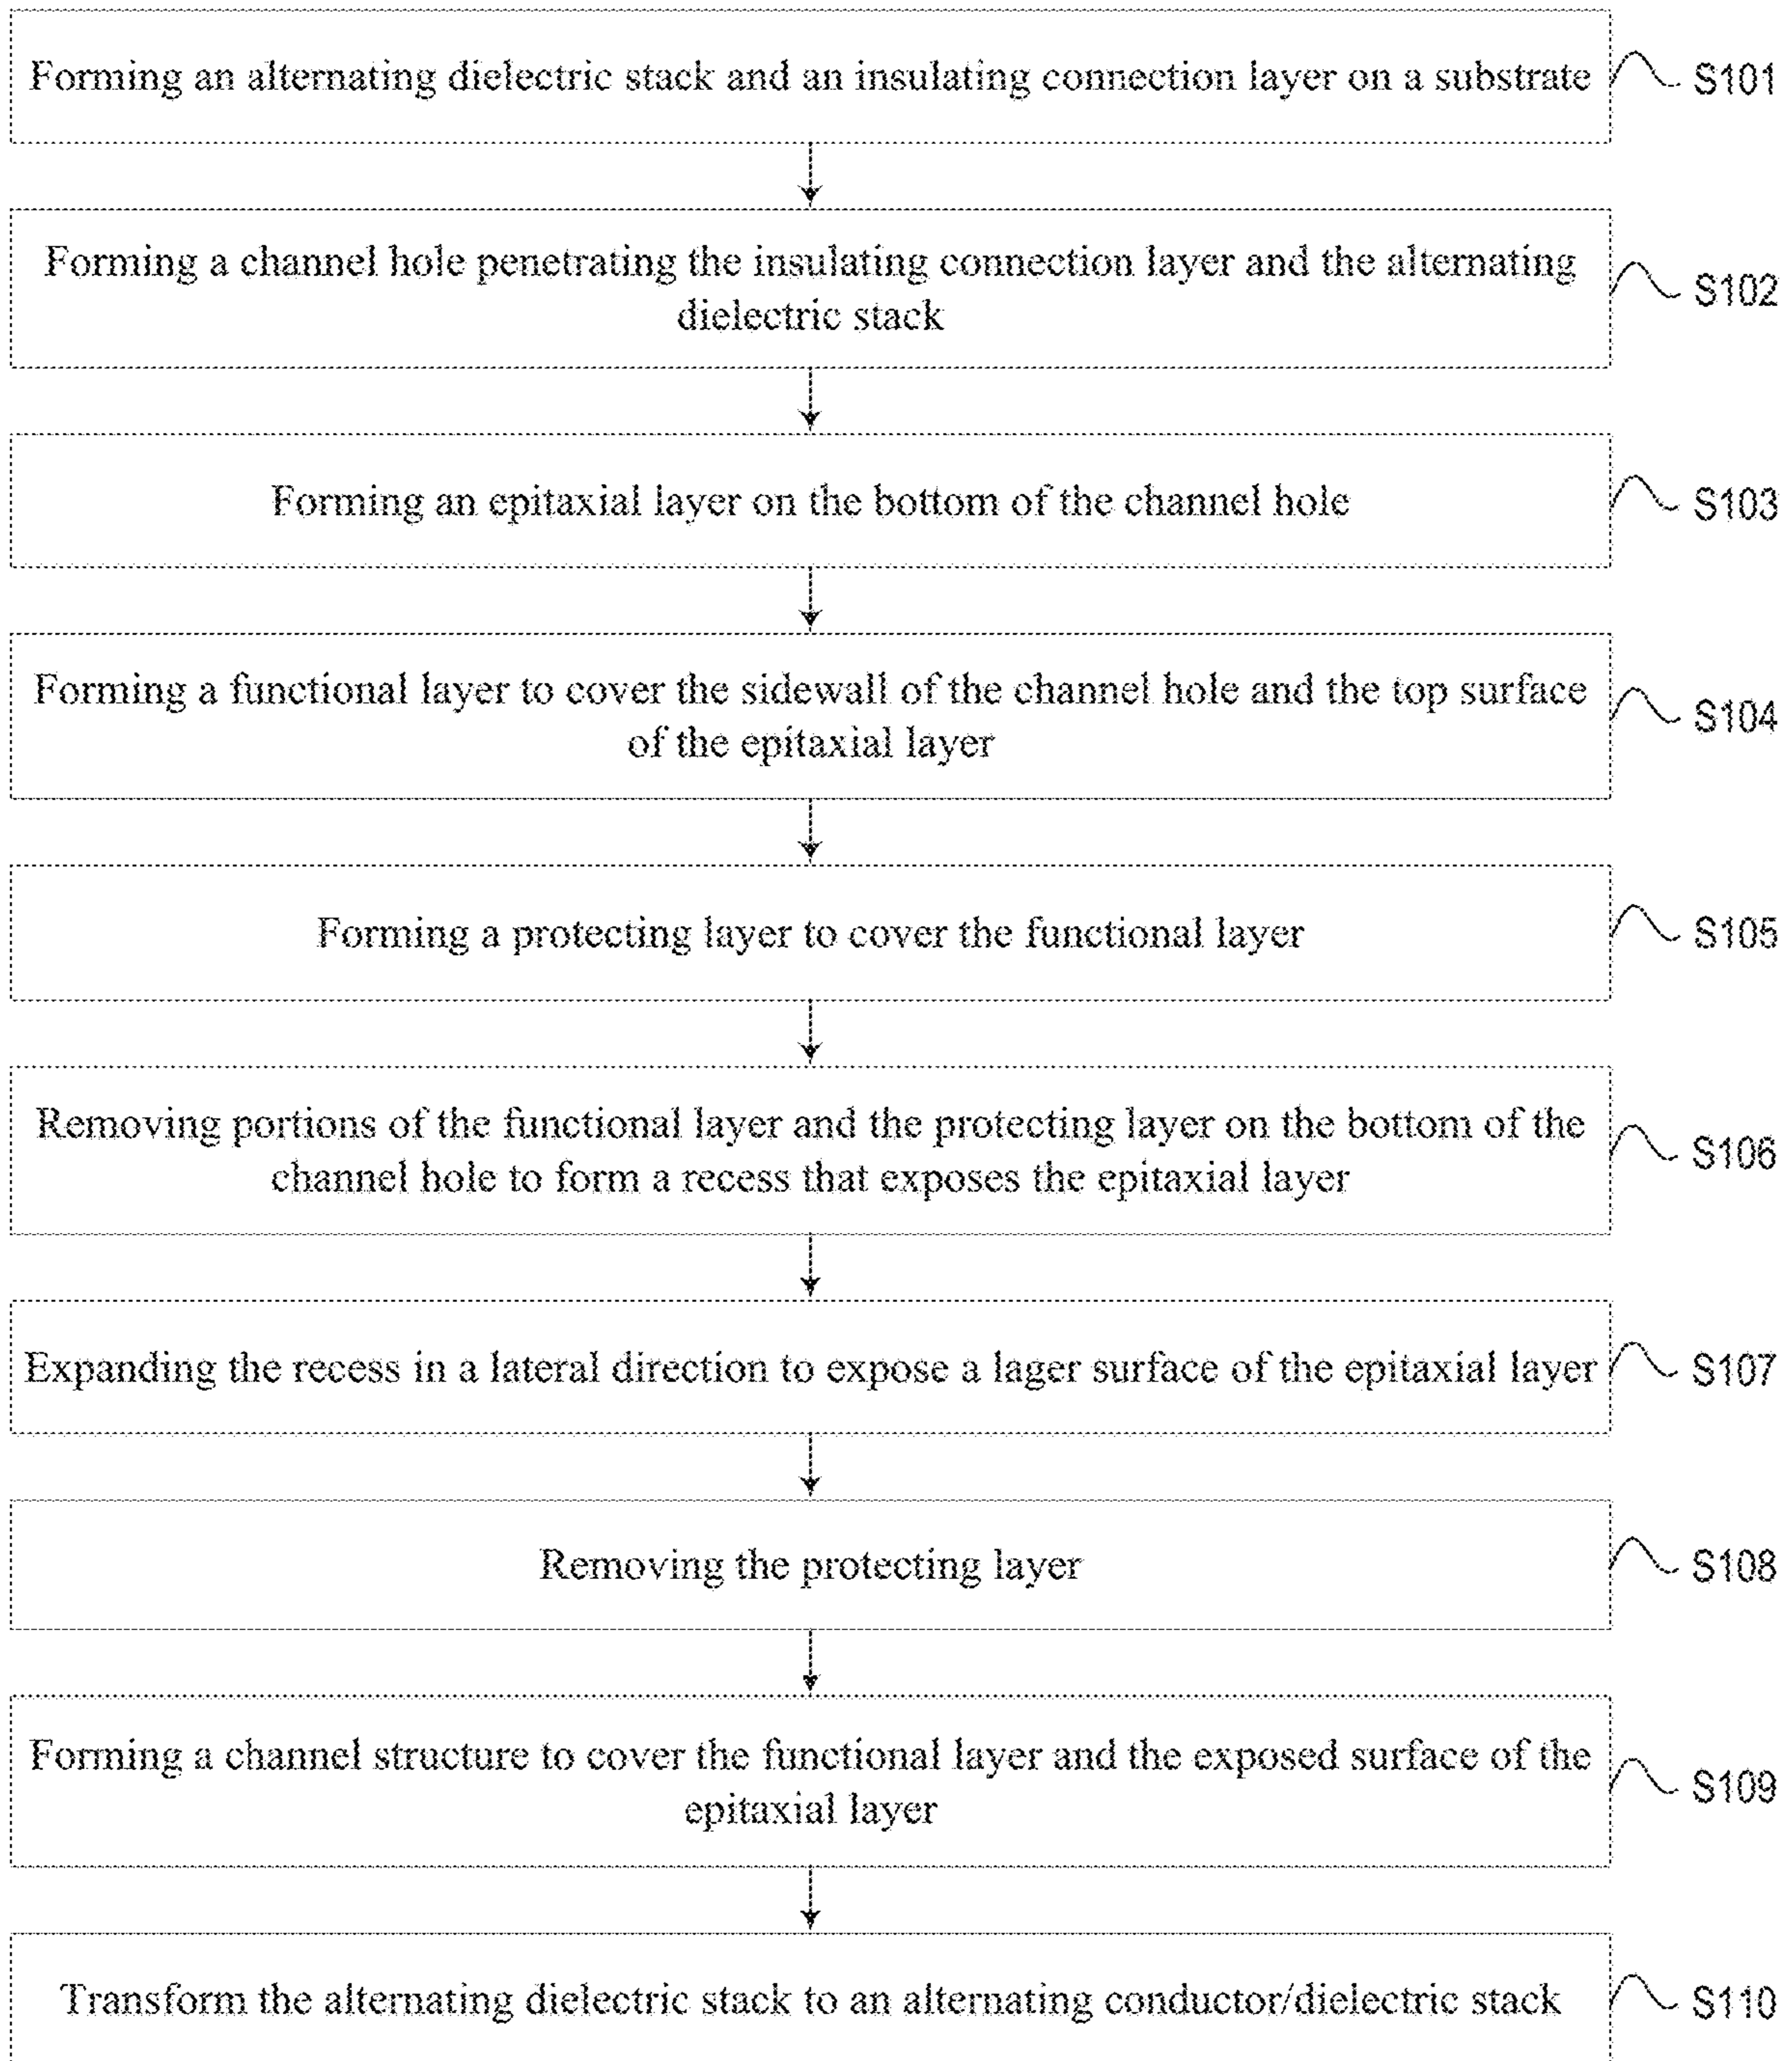 Forming an alternating dielectric stack and an insulating connection layer on a substrate
S101
Forming a channel hole penetrating the insulating connection layer and the alternating
dielectric stack
S102
Forming an epitaxial layer on the bottom of the channel hole
S103
Forming a functional layer to cover the sidewall of the channel hole and the top surface
of the epitaxial layer
S104
Forming a protecting layer to cover the functional layer
S105
Removing portions of the functional layer and the protecting layer on the bottom of the
channel hole to form a recess that exposes the epitaxial layer
S106
Expanding the recess in a lateral direction to expose a lager surface of the epitaxial layer
S107
Removing the protecting layer
S108
Forming a channel structure to cover the functional layer and the exposed surface of the
epitaxial layer
S109
Transform the alternating dielectric stack to an alternating conductor/dielectric stack
S110